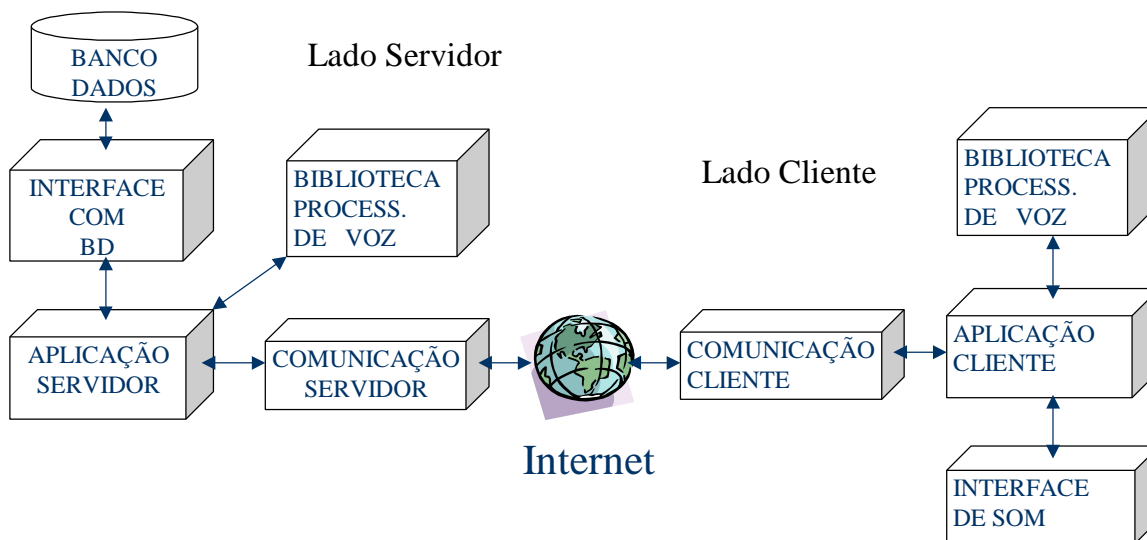 BANCO
DADOS
Lado Servidor
INTERFACE
COM
BD
BIBLIOTECA
PROCESS.
DE VOZ
Lado Cliente
BIBLIOTECA
PROCESS.
DE VOZ
APLICAÇÃO
SERVIDOR
COMUNICAÇÃO
SERVIDOR
Internet
COMUNICAÇÃO
CLIENTE
APLICAÇÃO
CLIENTE
INTERFACE
DE SOM